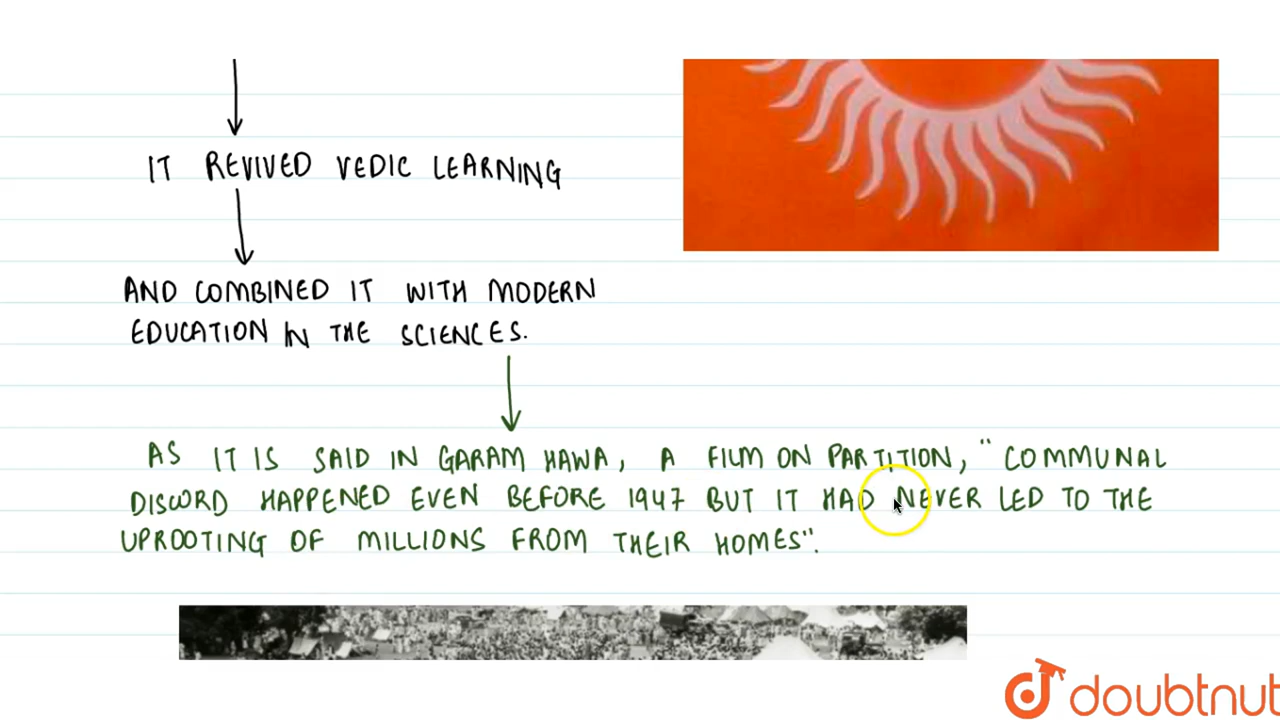 IT REVIVED VEDIC LEARNING
AND COMBINED IT WITH MODERN
EDUCATION IN THE SCIENCES.
AS IT IS SAID IN GARAM HAWA, A FILM ON PARTITION, "COMMUNAL
DISCORD HAPPENED EVEN BEFORE 1947 BUT IT HAD NEVER LED TO THE
UPROOTING OF MILLIONS FROM THEIR HOMES".
doubtnut